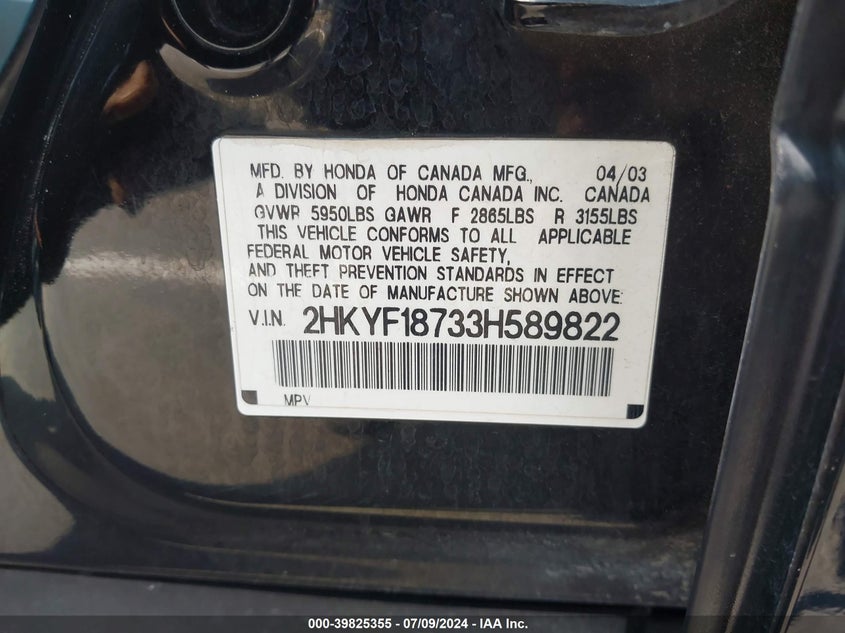 MFD. BY HONDA OF CANADA MFG., 04/03
A DIVISION OF HONDA CANADA INC. CANADA
GVWR 5950LBS GAWR F 2865LBS R 3155LBS
THIS VEHICLE CONFORMS TO ALL APPLICABLE
FEDERAL MOTOR VEHICLE SAFETY,
AND THEFT PREVENTION STANDARDS IN EFFECT
ON THE DATE OF MANUFACTURE SHOWN ABOVE.
V.I.N. 2HKYF18733H589822
MPV
000-39825355 - 07/09/2024 - IAA Inc.